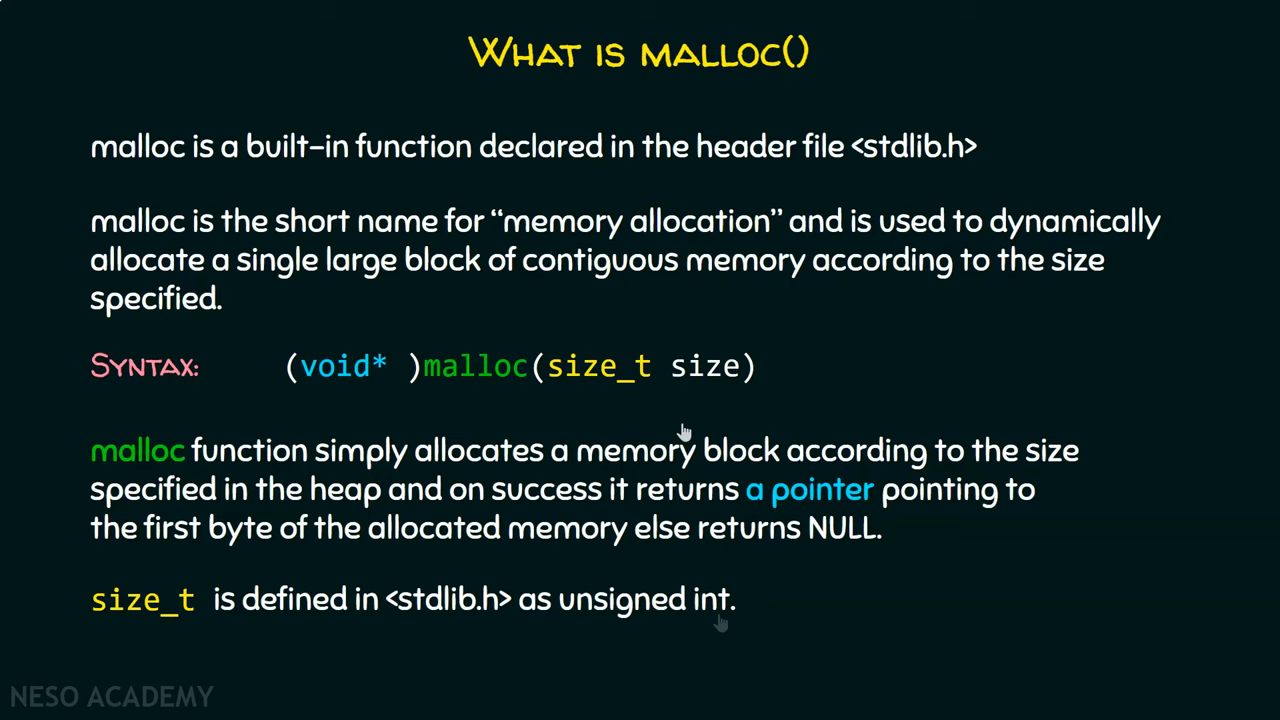 What is malloc()
malloc is a built-in function declared in the header file <stdlib.h>
malloc is the short name for “memory allocation” and is used to dynamically
allocate a single large block of contiguous memory according to the size
specified.
Syntax: (void* )malloc(size_t size)
malloc function simply allocates a memory block according to the size
specified in the heap and on success it returns a pointer pointing to
the first byte of the allocated memory else returns NULL.
size_t is defined in <stdlib.h> as unsigned int.
NESO ACADEMY